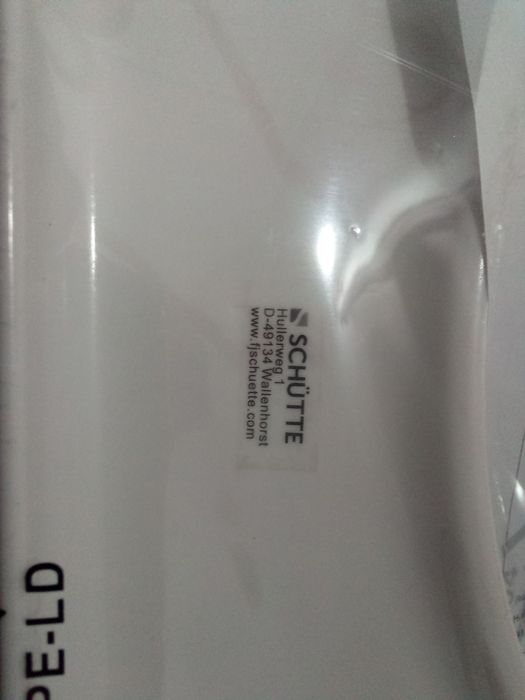 SCHÜTTE
Hullerweg 1
D-49134 Wallenhorst
www.fjschuette.com
PE-LD